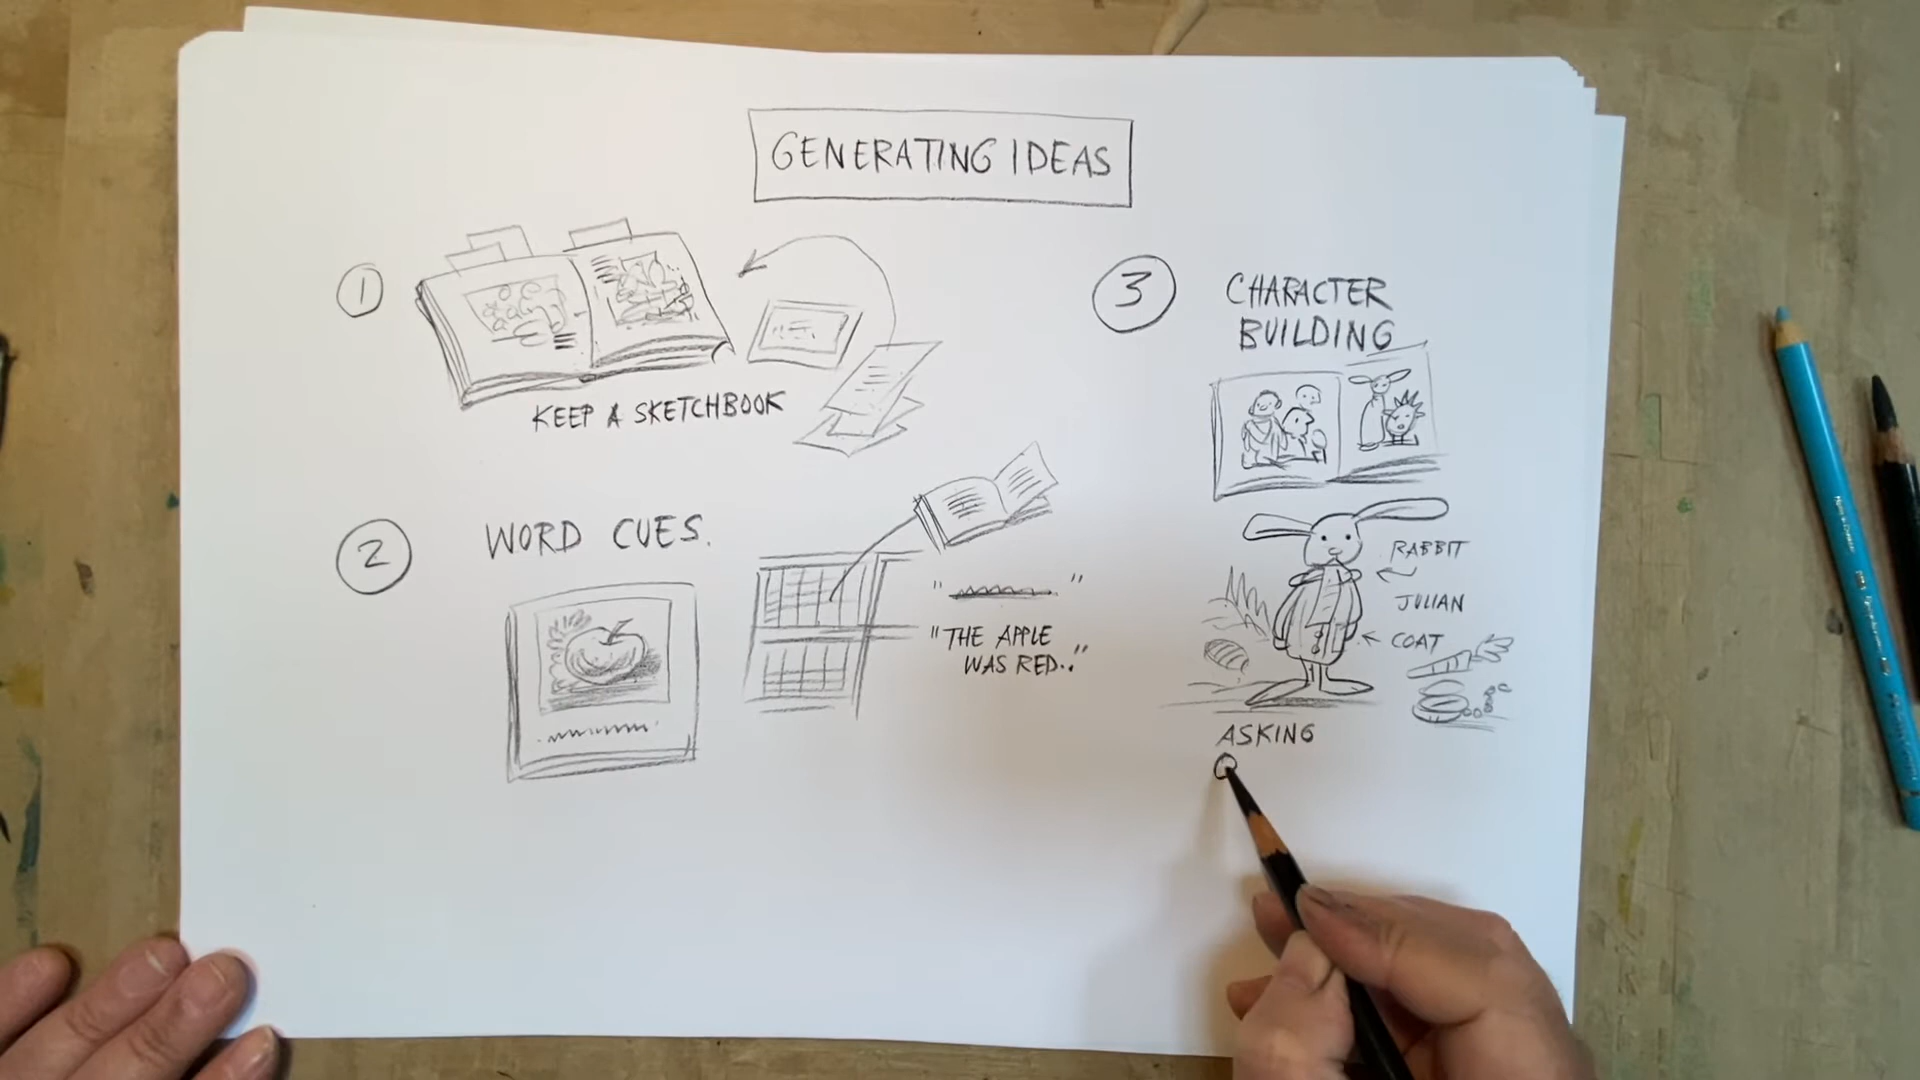 GENERATING IDEAS
1
KEEP A SKETCHBOOK
2
WORD CUES.
"THE APPLE
WAS RED.."
3
CHARACTER
BUILDING
RABBIT
JULIAN
COAT
ASKING